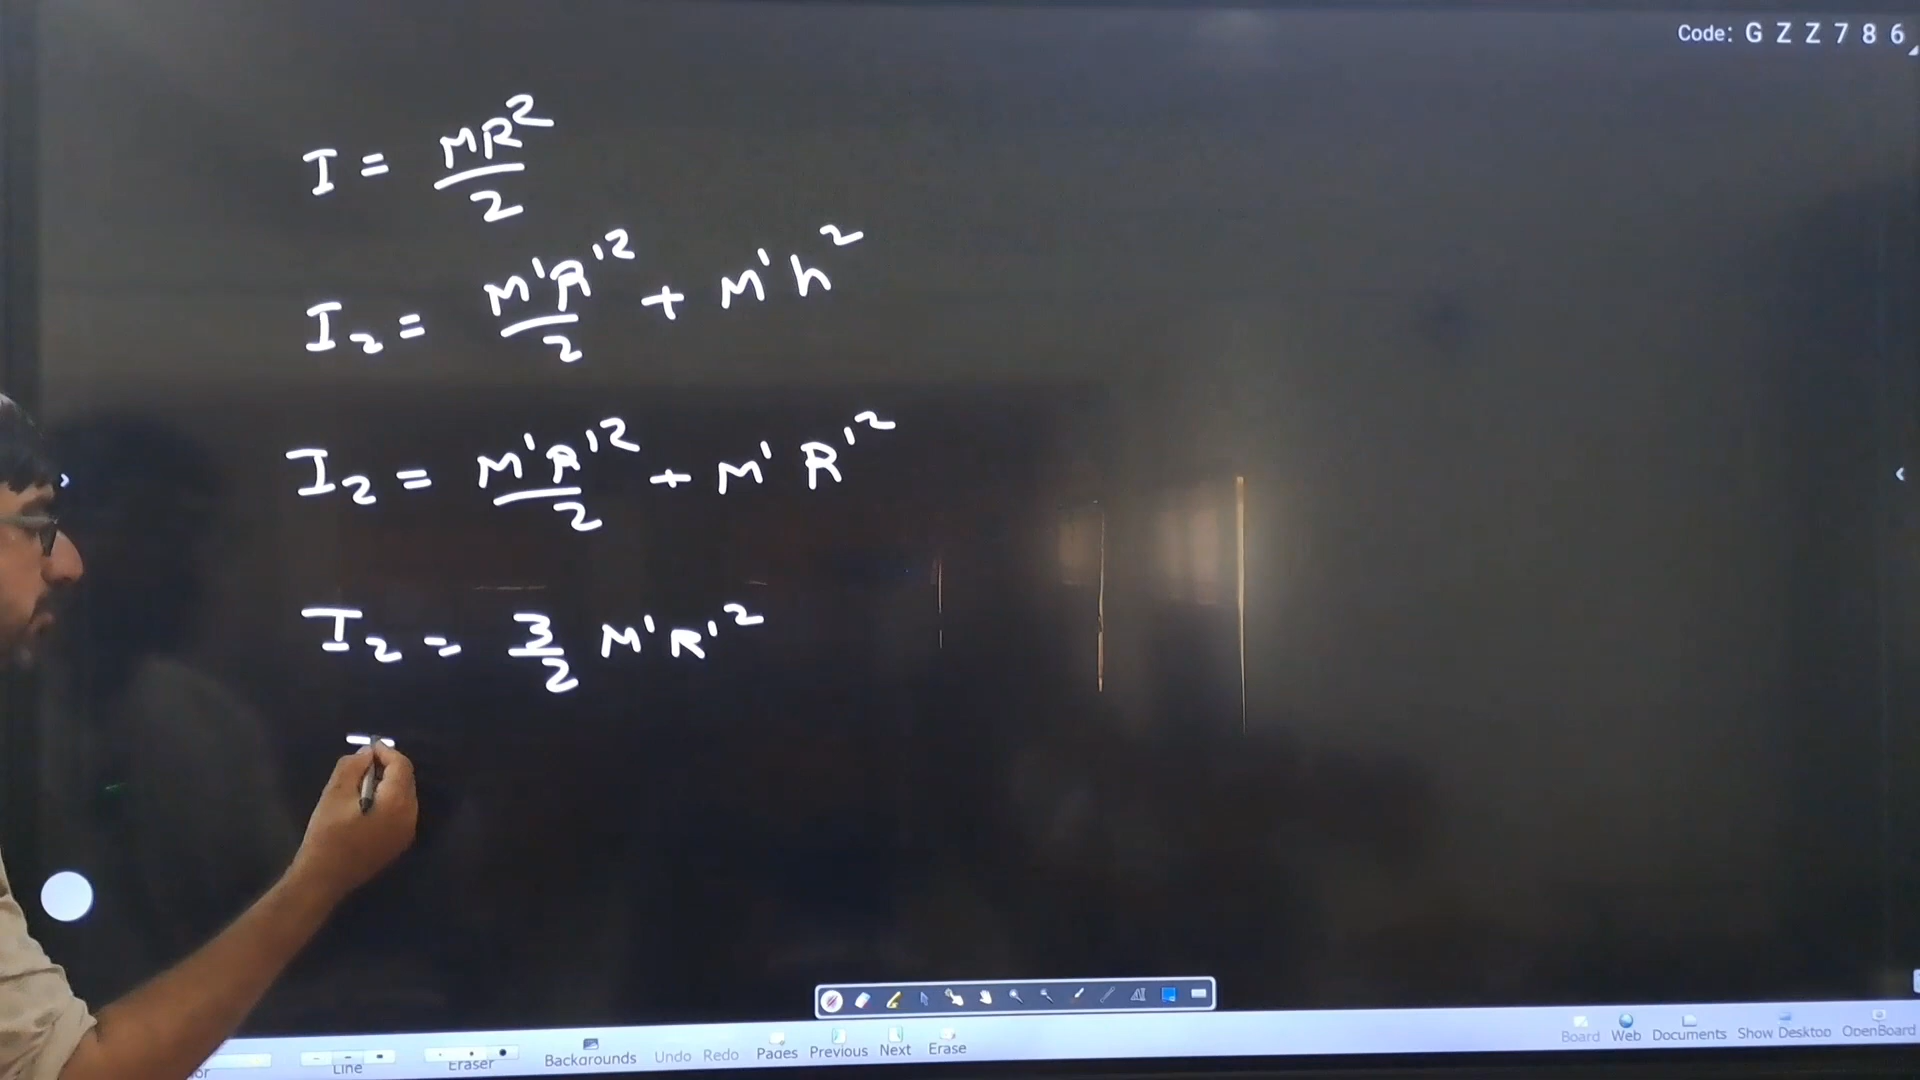 Code: G Z Z 7 8 6
I = MR²/2
I₂ = M'R'²/2 + M'h²
I₂ = M'R'²/2 + M' R'²
I₂ = 3/2 M'R'²
Line
Eraser
Backgrounds
Undo
Redo
Pages
Previous
Next
Erase
Board
Web
Documents
Show Desktop
OpenBoard